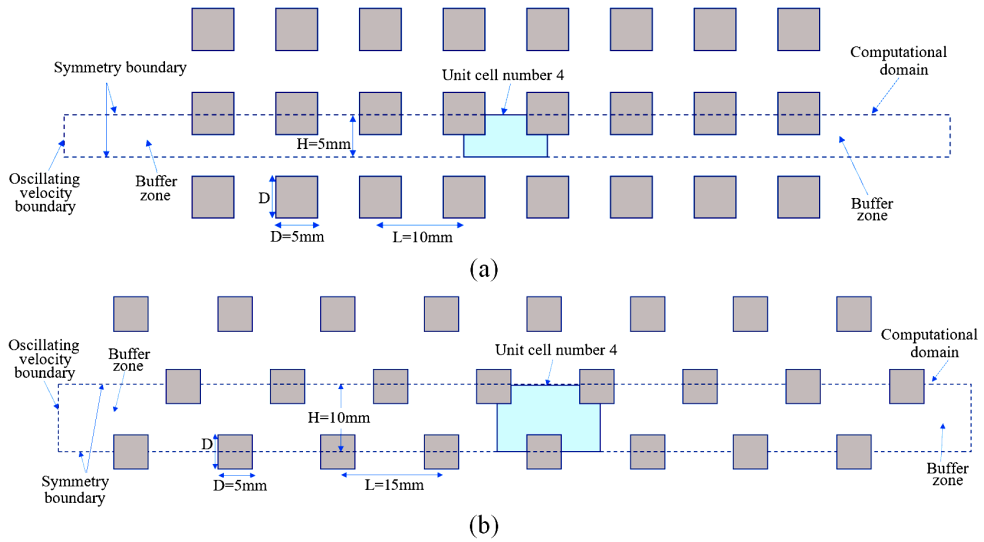 Symmetry boundary
Unit cell number 4
Computational
domain
H=5mm
Oscillating
velocity
boundary
Buffer
zone
D
D=5mm
L=10mm
Buffer
zone
(a)
Oscillating
velocity
boundary
Buffer
zone
Unit cell number 4
Computational
domain
H=10mm
D
D=5mm
L=15mm
Symmetry
boundary
Buffer
zone
(b)